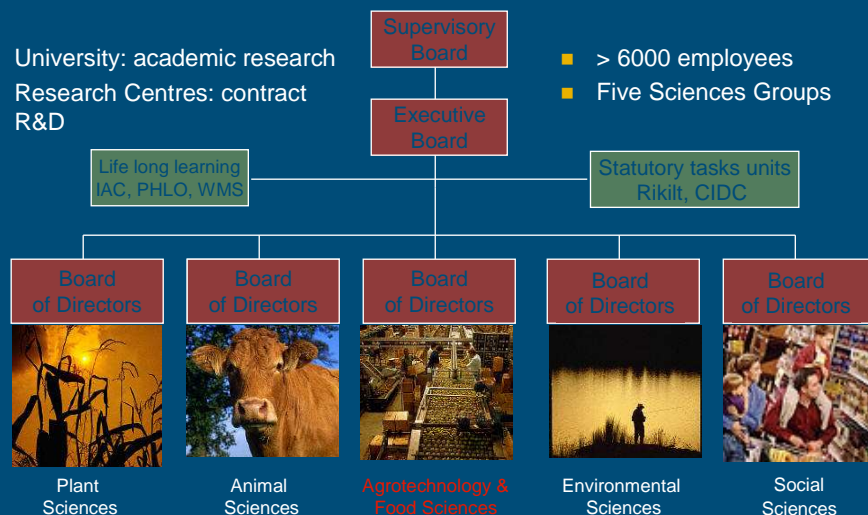 Supervisory
Board
University: academic research
Research Centres: contract
R&D
■ > 6000 employees
■ Five Sciences Groups
Executive
Board
Life long learning
IAC, PHLO, WMS
Statutory tasks units
Rikilt, CIDC
Board
of Directors
Board
of Directors
Board
of Directors
Board
of Directors
Board
of Directors
Plant
Sciences
Animal
Sciences
Agrotechnology &
Food Sciences
Environmental
Sciences
Social
Sciences